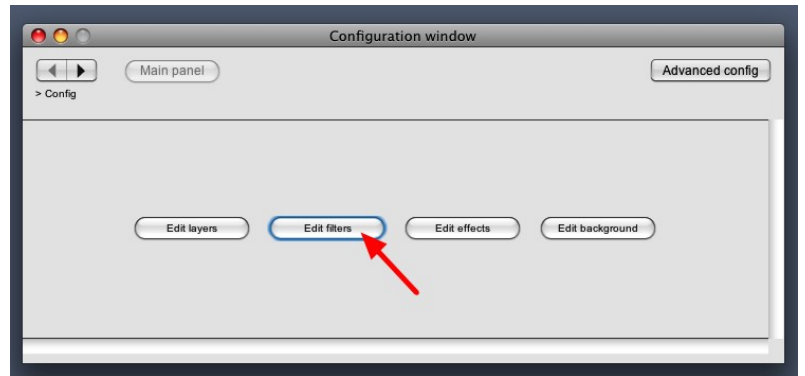 Configuration window
Main panel
Advanced config
> Config
Edit layers
Edit filters
Edit effects
Edit background